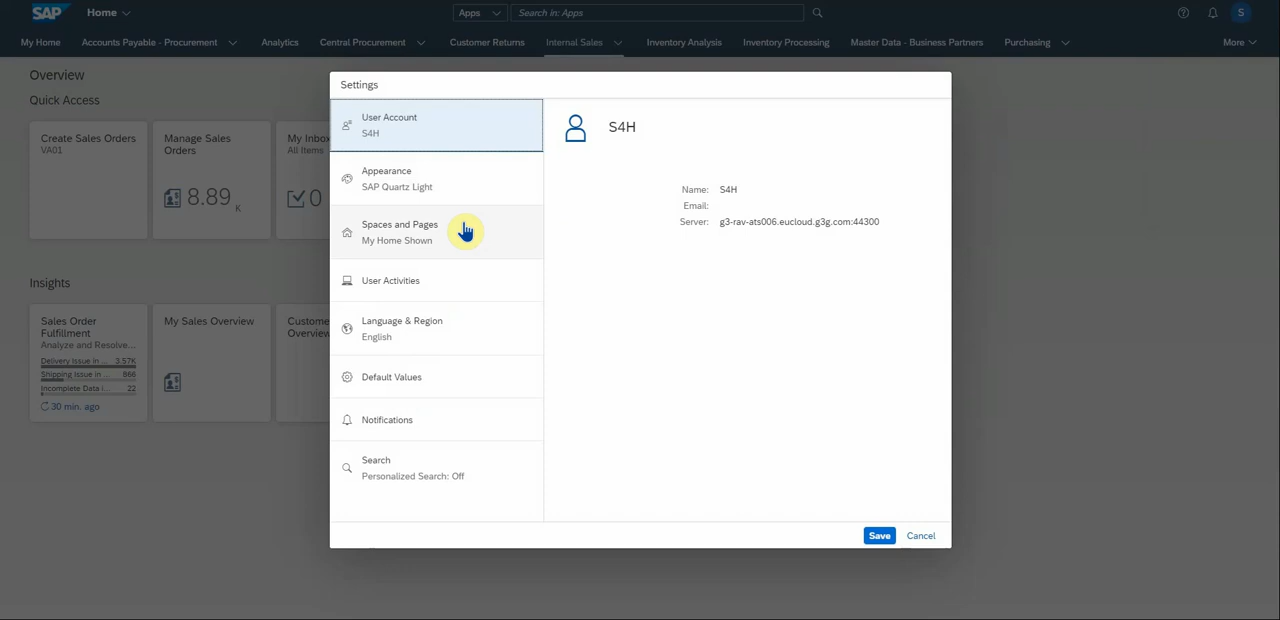 SAP Home Apps Search In: Apps S
My Home Accounts Payable - Procurement Analytics Central Procurement Customer Returns Internal Sales Inventory Analysis Inventory Processing Master Data - Business Partners Purchasing More
Overview
Quick Access
Create Sales Orders
VA01
Manage Sales
Orders
8.89 K
My Inbox
All Items
0
Insights
Sales Order
Fulfillment
Analyze and Resolve...
Delivery Issue in ... 3.57K
Shipping Issue in ... 866
Incomplete Data i... 22
30 min. ago
My Sales Overview
Custome
Overview
Settings
User Account
S4H
Appearance
SAP Quartz Light
Spaces and Pages
My Home Shown
User Activities
Language & Region
English
Default Values
Notifications
Search
Personalized Search: Off
S4H
Name: S4H
Email:
Server: g3-rav-ats006.eucloud.g3g.com:44300
Save Cancel